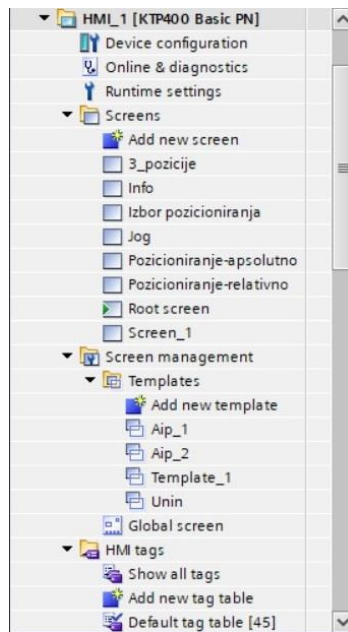 HMI_1 [KTP400 Basic PN]
Device configuration
Online & diagnostics
Runtime settings
Screens
Add new screen
3_pozicije
Info
Izbor pozicioniranja
Jog
Pozicioniranje-apsolutno
Pozicioniranje-relativno
Root screen
Screen_1
Screen management
Templates
Add new template
Aip_1
Aip_2
Template_1
Unin
Global screen
HMI tags
Show all tags
Add new tag table
Default tag table [45]